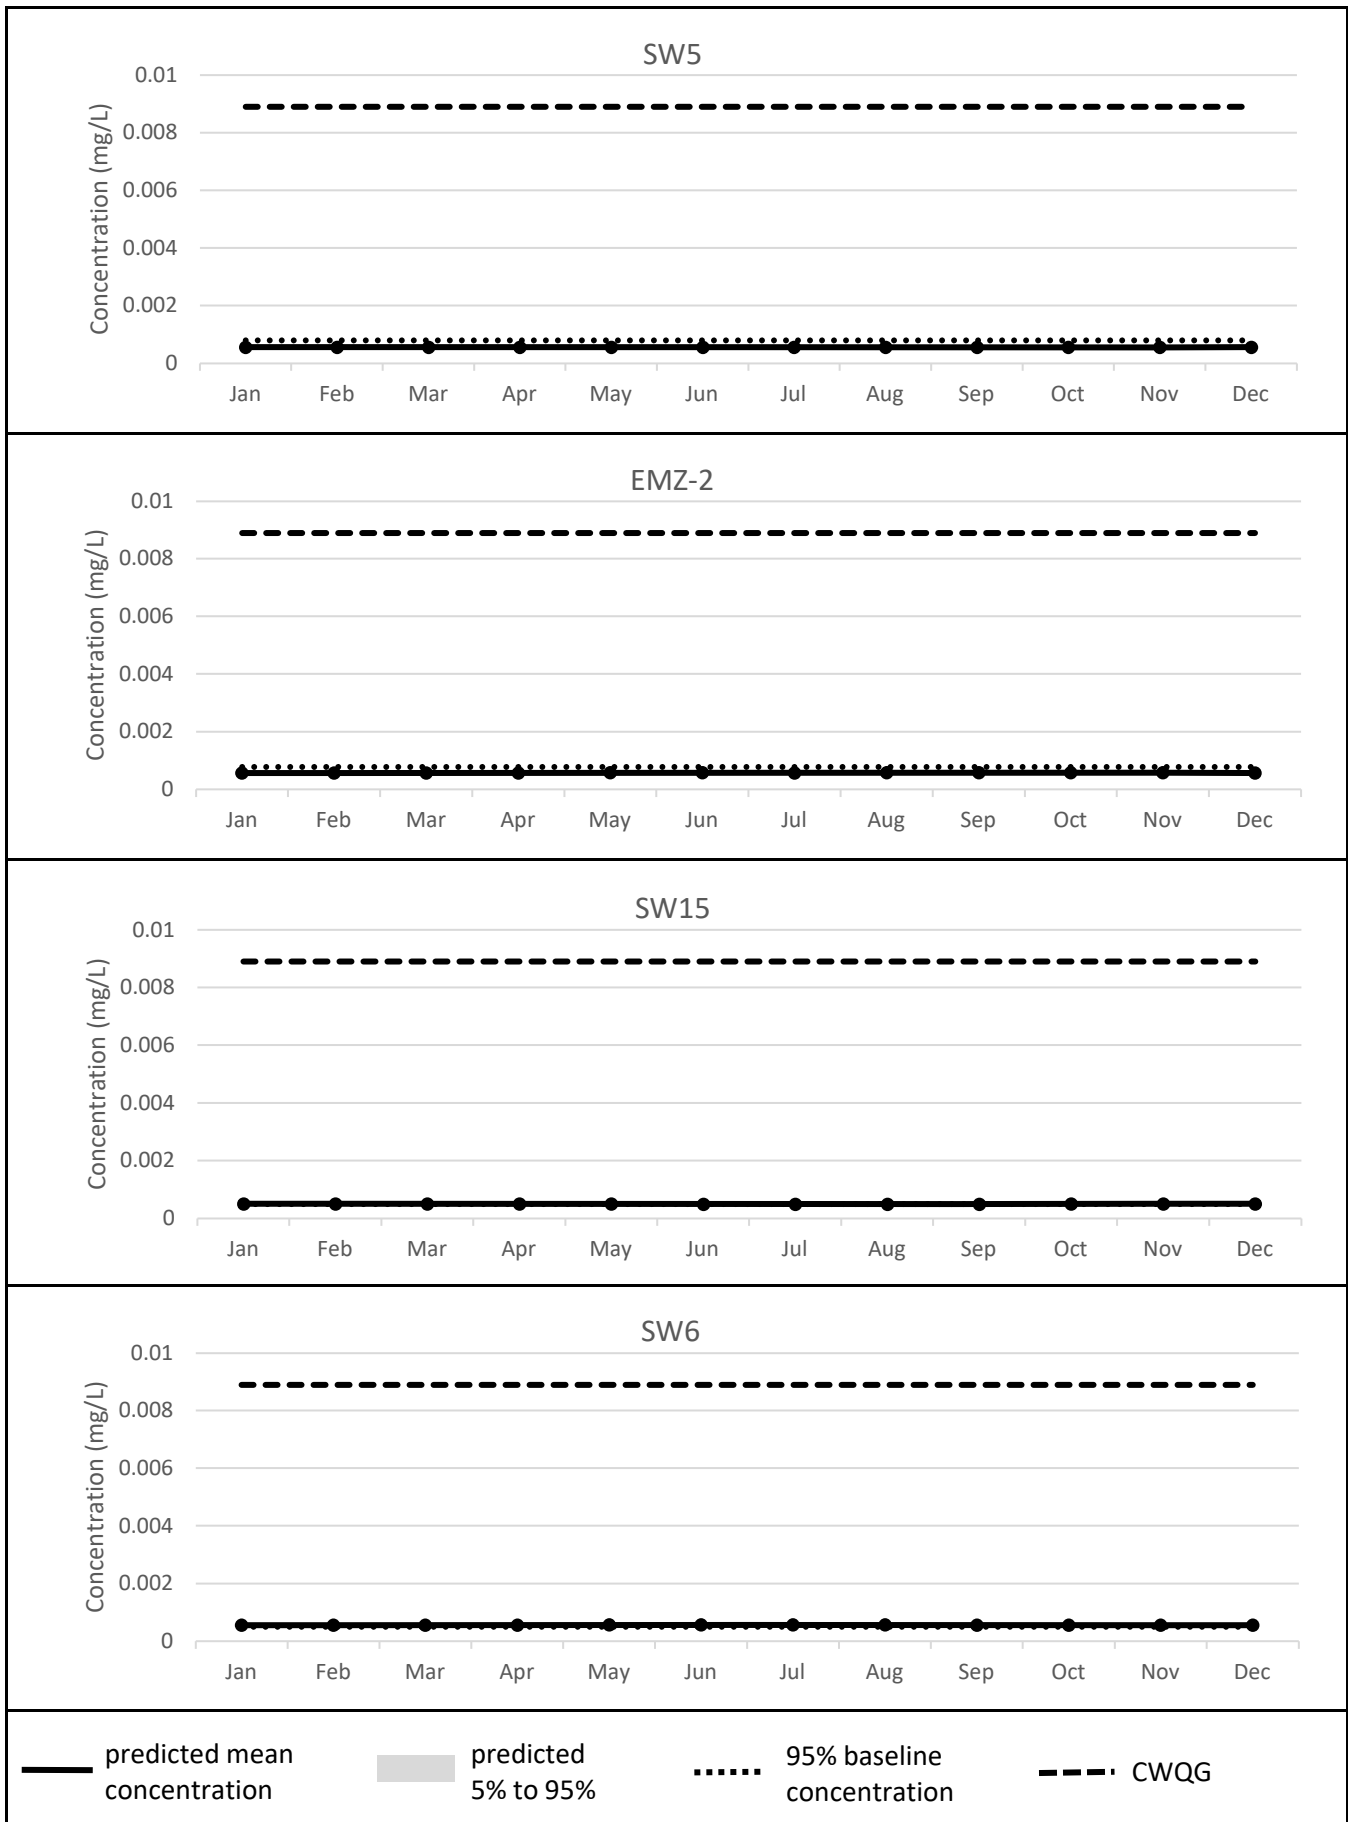 SW5
Concentration (mg/L)
0.01
0.008
0.006
0.004
0.002
0
Jan Feb Mar Apr May Jun Jul Aug Sep Oct Nov Dec
EMZ-2
Concentration (mg/L)
0.01
0.008
0.006
0.004
0.002
0
Jan Feb Mar Apr May Jun Jul Aug Sep Oct Nov Dec
SW15
Concentration (mg/L)
0.01
0.008
0.006
0.004
0.002
0
Jan Feb Mar Apr May Jun Jul Aug Sep Oct Nov Dec
SW6
Concentration (mg/L)
0.01
0.008
0.006
0.004
0.002
0
Jan Feb Mar Apr May Jun Jul Aug Sep Oct Nov Dec
predicted mean
concentration
predicted
5% to 95%
95% baseline
concentration
CWQG